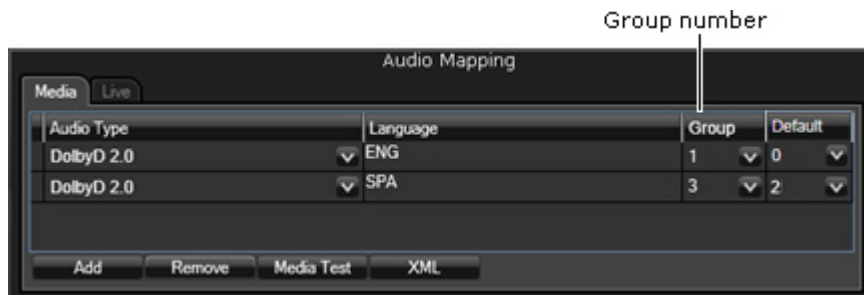 Group number
Audio Mapping
Media Live
Audio Type Language Group Default
DolbyD 2.0 ENG 1 0
DolbyD 2.0 SPA 3 2
Add Remove Media Test XML